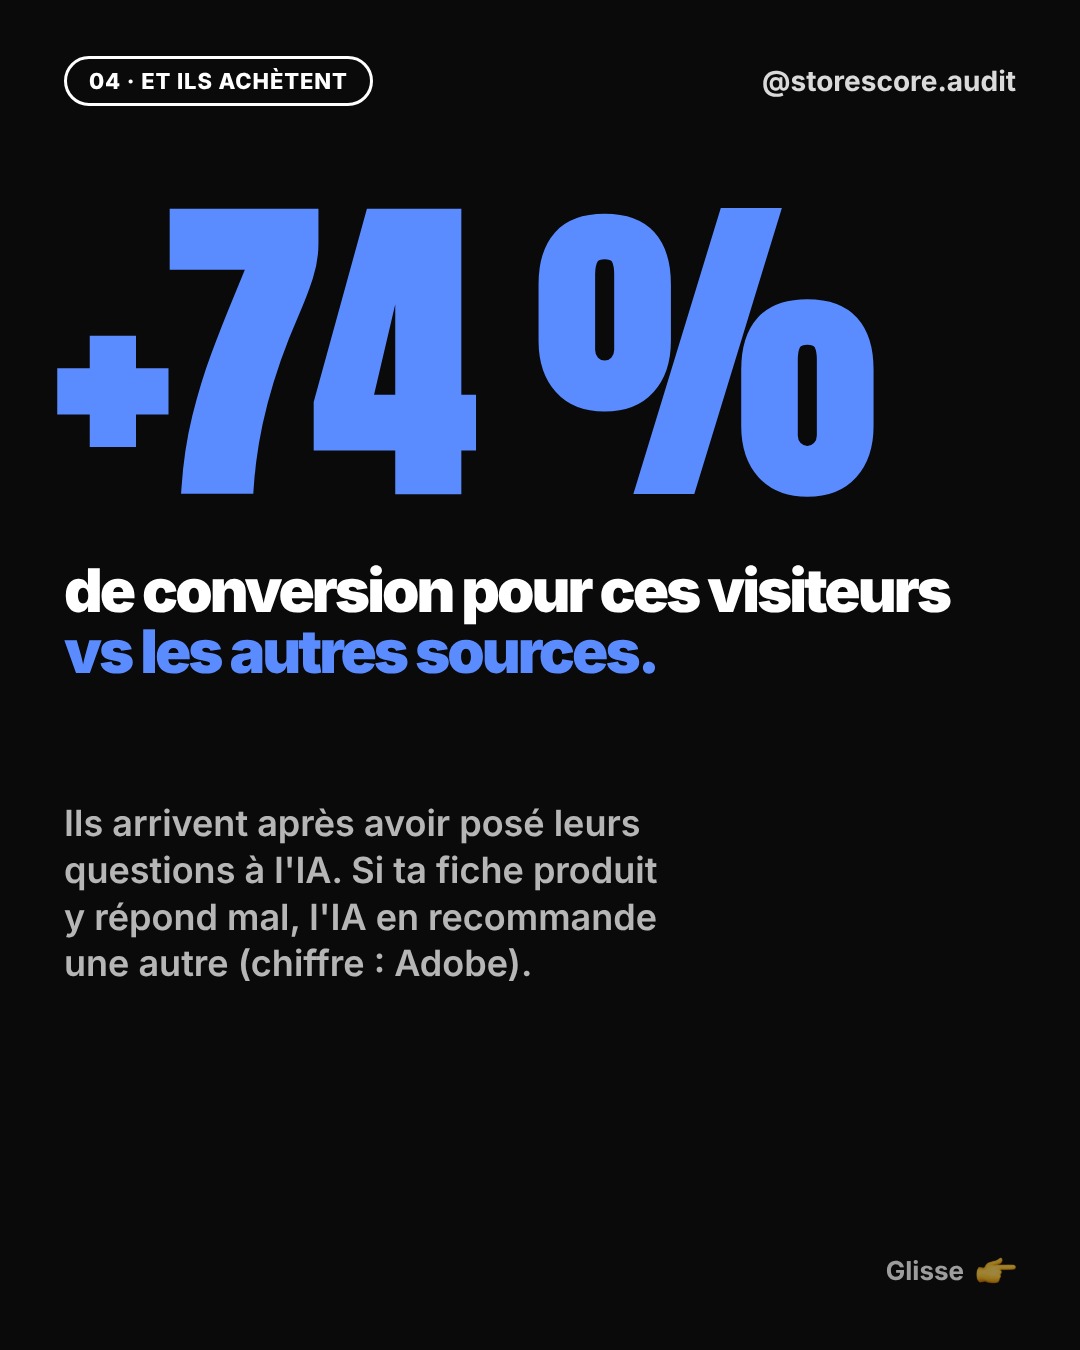 04 · ET ILS ACHÈTENT
@storescore.audit
+74 %
de conversion pour ces visiteurs
vs les autres sources.
Ils arrivent après avoir posé leurs
questions à l'IA. Si ta fiche produit
y répond mal, l'IA en recommande
une autre (chiffre : Adobe).
Glisse 👉